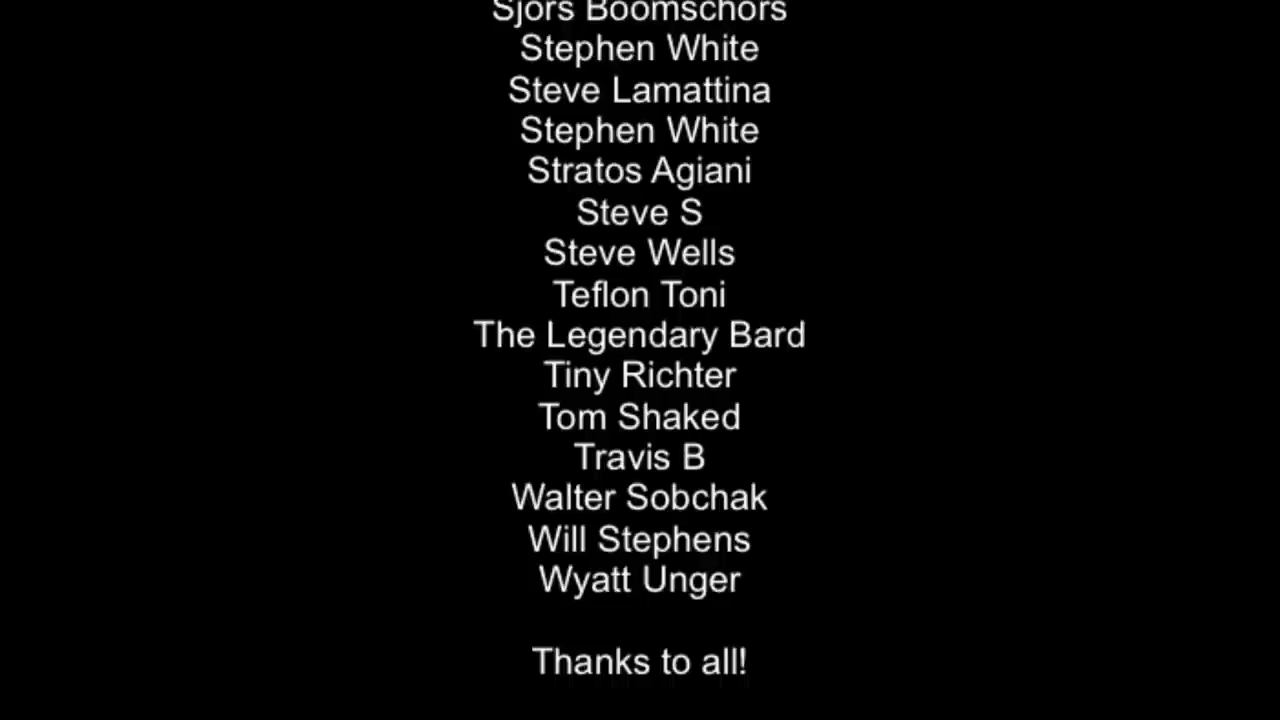 Sjors Boomschors
Stephen White
Steve Lamattina
Stephen White
Stratos Agiani
Steve S
Steve Wells
Teflon Toni
The Legendary Bard
Tiny Richter
Tom Shaked
Travis B
Walter Sobchak
Will Stephens
Wyatt Unger
Thanks to all!